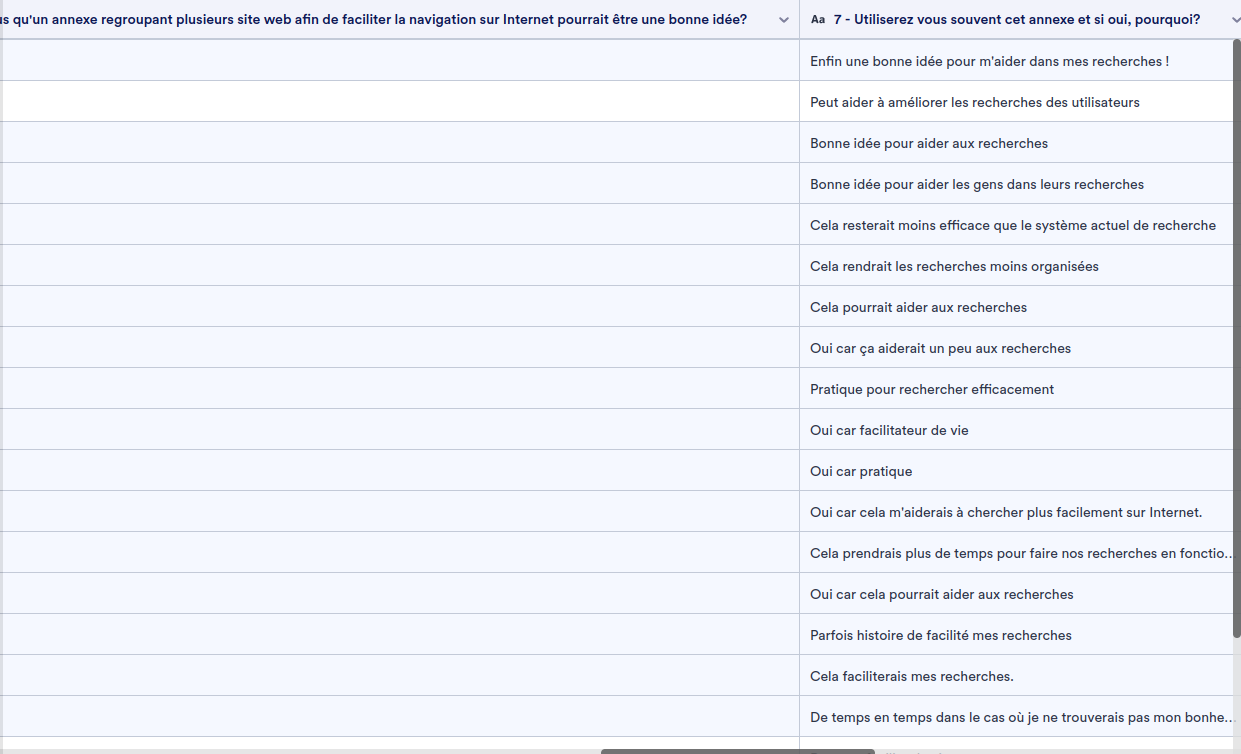 us qu'un annexe regroupant plusieurs site web afin de faciliter la navigation sur Internet pourrait être une bonne idée?
Aa 7 - Utiliserez vous souvent cet annexe et si oui, pourquoi?
Enfin une bonne idée pour m'aider dans mes recherches !
Peut aider à améliorer les recherches des utilisateurs
Bonne idée pour aider aux recherches
Bonne idée pour aider les gens dans leurs recherches
Cela resterait moins efficace que le système actuel de recherche
Cela rendrait les recherches moins organisées
Cela pourrait aider aux recherches
Oui car ça aiderait un peu aux recherches
Pratique pour rechercher efficacement
Oui car facilitateur de vie
Oui car pratique
Oui car cela m'aiderais à chercher plus facilement sur Internet.
Cela prendrais plus de temps pour faire nos recherches en fonctio...
Oui car cela pourrait aider aux recherches
Parfois histoire de facilité mes recherches
Cela faciliterais mes recherches.
De temps en temps dans le cas où je ne trouverais pas mon bonhe...